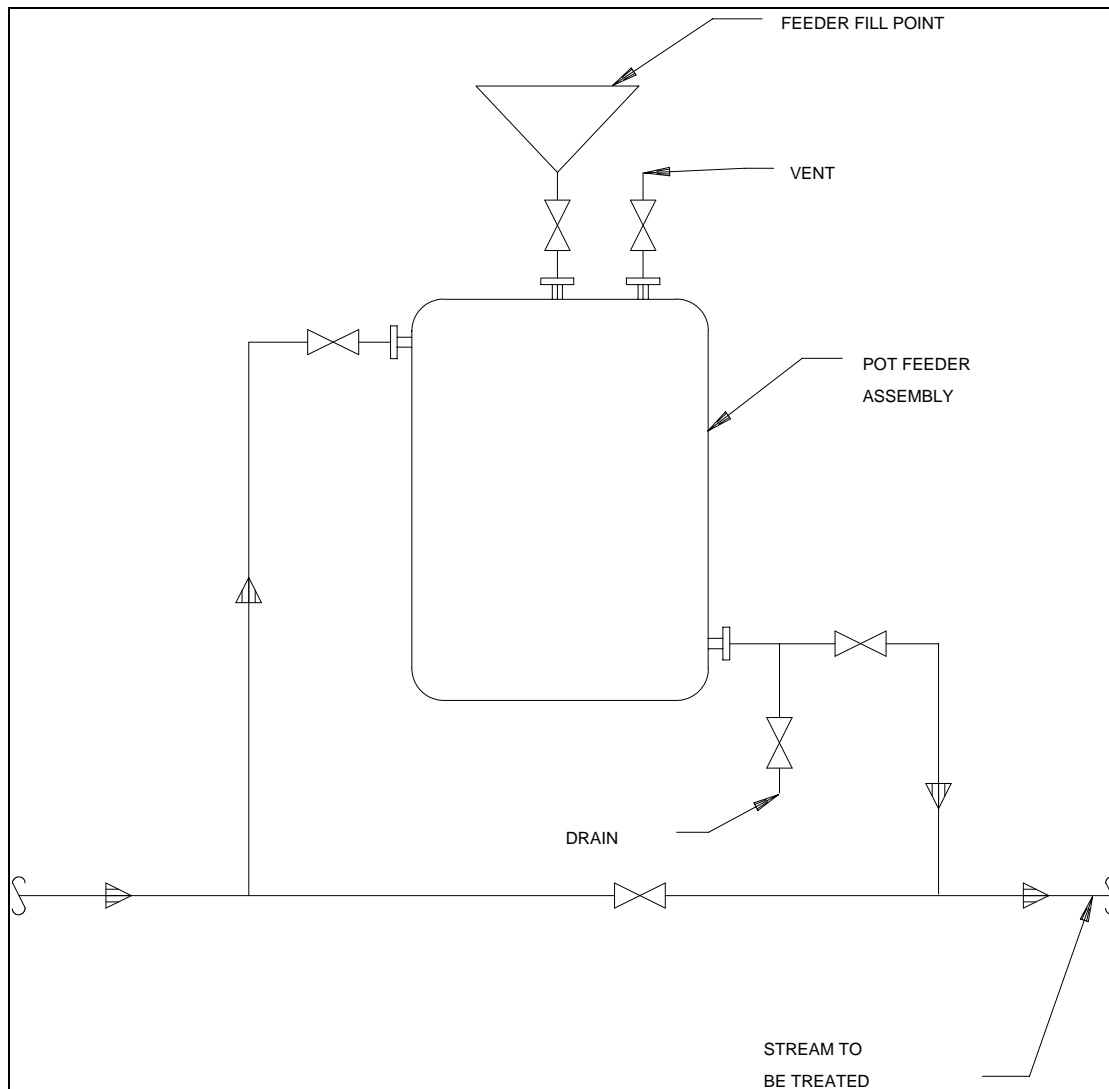 FEEDER FILL POINT
VENT
POT FEEDER
ASSEMBLY
DRAIN
STREAM TO
BE TREATED